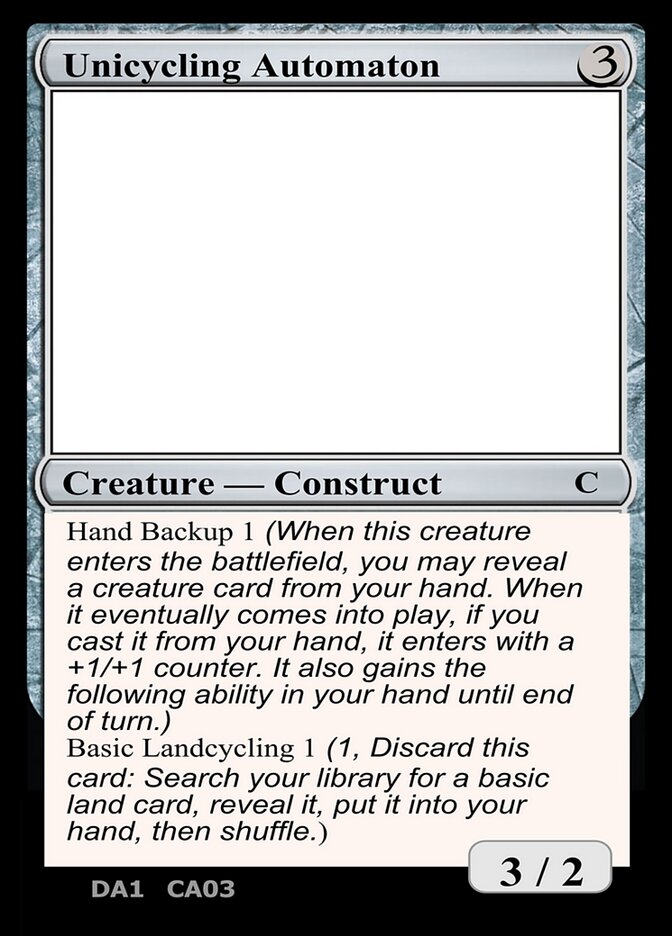 Unicycling Automaton 3
Creature — Construct C
Hand Backup 1 (When this creature
enters the battlefield, you may reveal
a creature card from your hand. When
it eventually comes into play, if you
cast it from your hand, it enters with a
+1/+1 counter. It also gains the
following ability in your hand until end
of turn.)
Basic Landcycling 1 (1, Discard this
card: Search your library for a basic
land card, reveal it, put it into your
hand, then shuffle.)
3 / 2
DA1 CA03